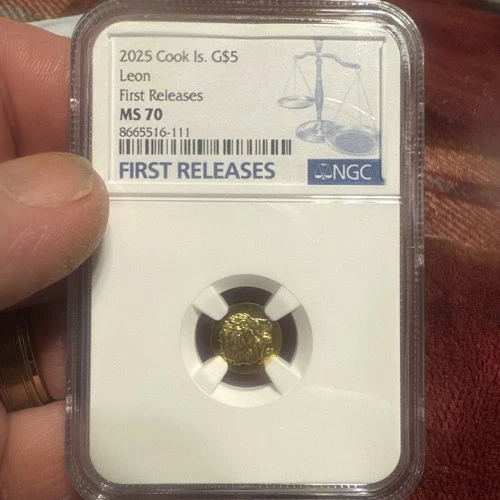 2025 Cook Is. G$5
Leon
First Releases
MS 70
8665516-111
FIRST RELEASES
NGC